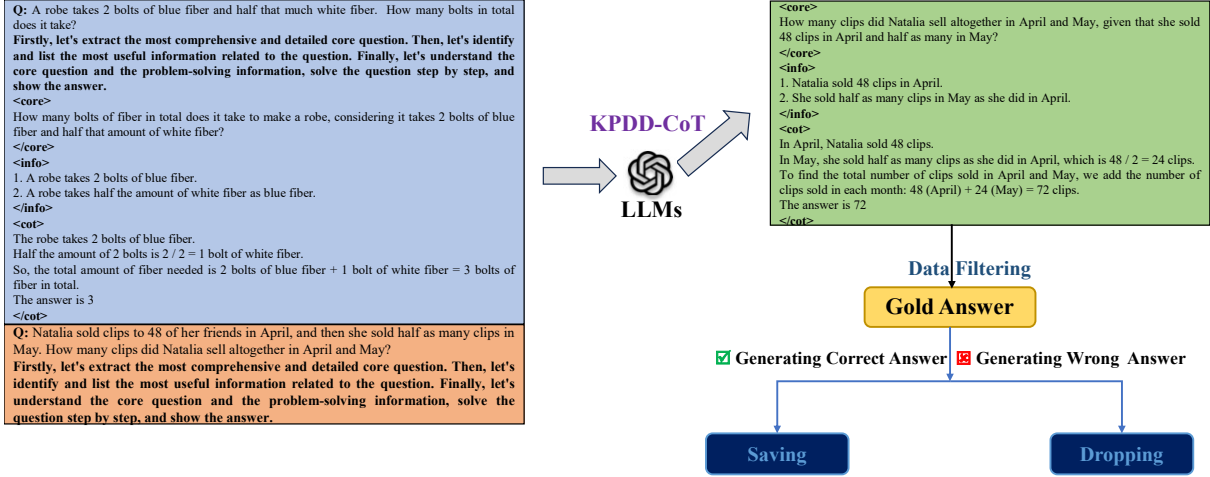 Q: A robe takes 2 bolts of blue fiber and half that much white fiber. How many bolts in total
does it take?
Firstly, let's extract the most comprehensive and detailed core question. Then, let's identify
and list the most useful information related to the question. Finally, let's understand the
core question and the problem-solving information, solve the question step by step, and
show the answer.
<core>
How many bolts of fiber in total does it take to make a robe, considering it takes 2 bolts of blue
fiber and half that amount of white fiber?
</core>
<info>
1. A robe takes 2 bolts of blue fiber.
2. A robe takes half the amount of white fiber as blue fiber.
</info>
<cot>
The robe takes 2 bolts of blue fiber.
Half the amount of 2 bolts is 2 / 2 = 1 bolt of white fiber.
So, the total amount of fiber needed is 2 bolts of blue fiber + 1 bolt of white fiber = 3 bolts of
fiber in total.
The answer is 3
</cot>
Q: Natalia sold clips to 48 of her friends in April, and then she sold half as many clips in
May. How many clips did Natalia sell altogether in April and May?
Firstly, let's extract the most comprehensive and detailed core question. Then, let's
identify and list the most useful information related to the question. Finally, let's
understand the core question and the problem-solving information, solve the
question step by step, and show the answer.
KPDD-CoT
LLMs
<core>
How many clips did Natalia sell altogether in April and May, given that she sold
48 clips in April and half as many in May?
</core>
<info>
1. Natalia sold 48 clips in April.
2. She sold half as many clips in May as she did in April.
</info>
<cot>
In April, Natalia sold 48 clips.
In May, she sold half as many clips as she did in April, which is 48 / 2 = 24 clips.
To find the total number of clips sold in April and May, we add the number of
clips sold in each month: 48 (April) + 24 (May) = 72 clips.
The answer is 72
</cot>
Data Filtering
Gold Answer
Generating Correct Answer
Generating Wrong Answer
Saving
Dropping